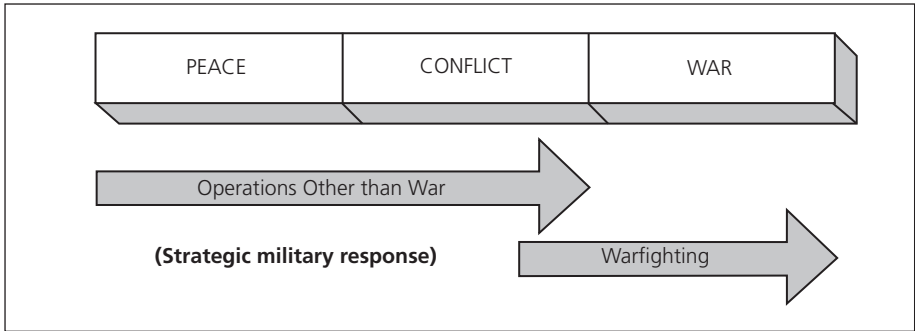 PEACE CONFLICT WAR
Operations Other than War
(Strategic military response) Warfighting